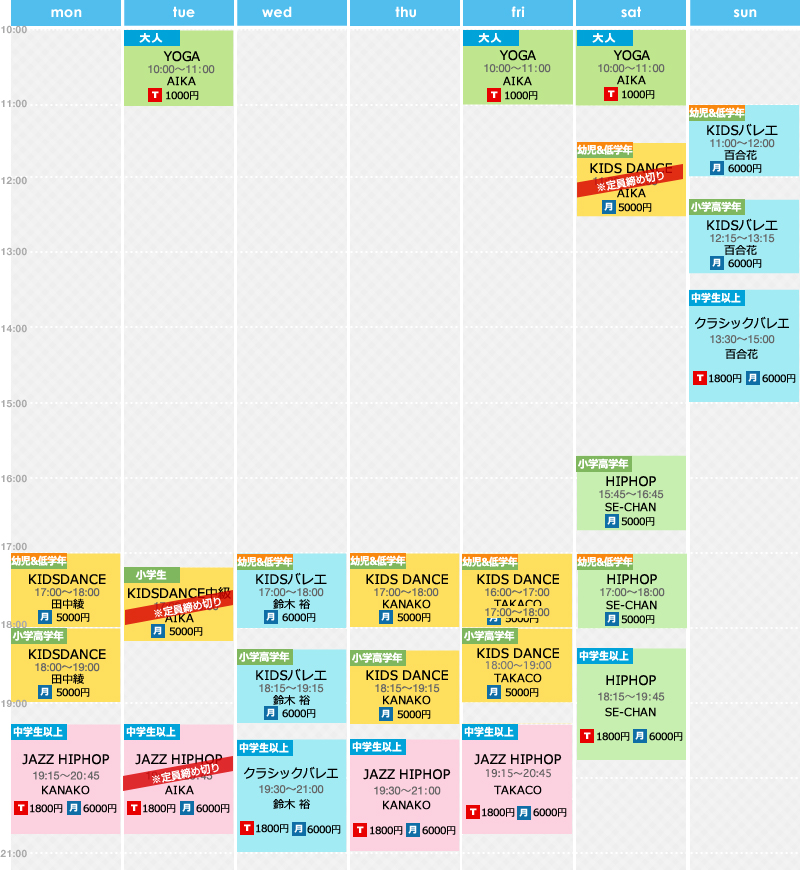 mon tue wed thu fri sat sun
10:00
11:00
12:00
13:00
14:00
15:00
16:00
17:00
18:00
19:00
21:00
幼児&低学年
KIDSDANCE
17:00〜18:00
田中綾
月 5000円
小学高学年
KIDSDANCE
18:00〜19:00
田中綾
月 5000円
中学生以上
JAZZ HIPHOP
19:15〜20:45
KANAKO
T 1800円 月 6000円
大人
YOGA
10:00〜11:00
AIKA
T 1000円
小学生
KIDSDANCE中級
※定員締め切り
AIKA
月 5000円
中学生以上
JAZZ HIPHOP
※定員締め切り
AIKA
T 1800円 月 6000円
幼児&低学年
KIDSバレエ
17:00〜18:00
鈴木 裕
月 6000円
小学高学年
KIDSバレエ
18:15〜19:15
鈴木 裕
月 6000円
中学生以上
クラシックバレエ
19:30〜21:00
鈴木 裕
T 1800円 月 6000円
幼児&低学年
KIDS DANCE
17:00〜18:00
KANAKO
月 5000円
小学高学年
KIDS DANCE
18:15〜19:15
KANAKO
月 5000円
中学生以上
JAZZ HIPHOP
19:30〜21:00
KANAKO
T 1800円 月 6000円
大人
YOGA
10:00〜11:00
AIKA
T 1000円
幼児&低学年
KIDS DANCE
16:00〜17:00
TAKACO
17:00〜18:00
月 5000円
小学高学年
KIDS DANCE
18:00〜19:00
TAKACO
月 5000円
中学生以上
JAZZ HIPHOP
19:15〜20:45
TAKACO
T 1800円 月 6000円
大人
YOGA
10:00〜11:00
AIKA
T 1000円
幼児&低学年
KIDS DANCE
※定員締め切り
AIKA
月 5000円
小学高学年
HIPHOP
15:45〜16:45
SE-CHAN
月 5000円
幼児&低学年
HIPHOP
17:00〜18:00
SE-CHAN
月 5000円
中学生以上
HIPHOP
18:15〜19:45
SE-CHAN
T 1800円 月 6000円
幼児&低学年
KIDSバレエ
11:00〜12:00
百合花
月 6000円
小学高学年
KIDSバレエ
12:15〜13:15
百合花
月 6000円
中学生以上
クラシックバレエ
13:30〜15:00
百合花
T 1800円 月 6000円